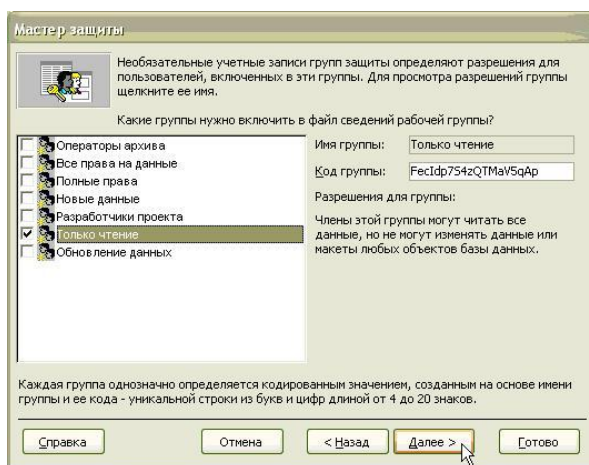 Мастер защиты
Необязательные учетные записи групп защиты определяют разрешения для
пользователей, включенных в эти группы. Для просмотра разрешений группы
щелкните ее имя.
Какие группы нужно включить в файл сведений рабочей группы?
Операторы архива
Все права на данные
Полные права
Новые данные
Разработчики проекта
Только чтение
Обновление данных
Имя группы: Только чтение
Код группы: FecIdp7S4zQTMaV5qAp
Разрешения для группы:
Члены этой группы могут читать все
данные, но не могут изменять данные или
макеты любых объектов базы данных.
Каждая группа однозначно определяется кодированным значением, созданным на основе имени
группы и ее кода - уникальной строки из букв и цифр длиной от 4 до 20 знаков.
Справка Отмена < Назад Далее > Готово